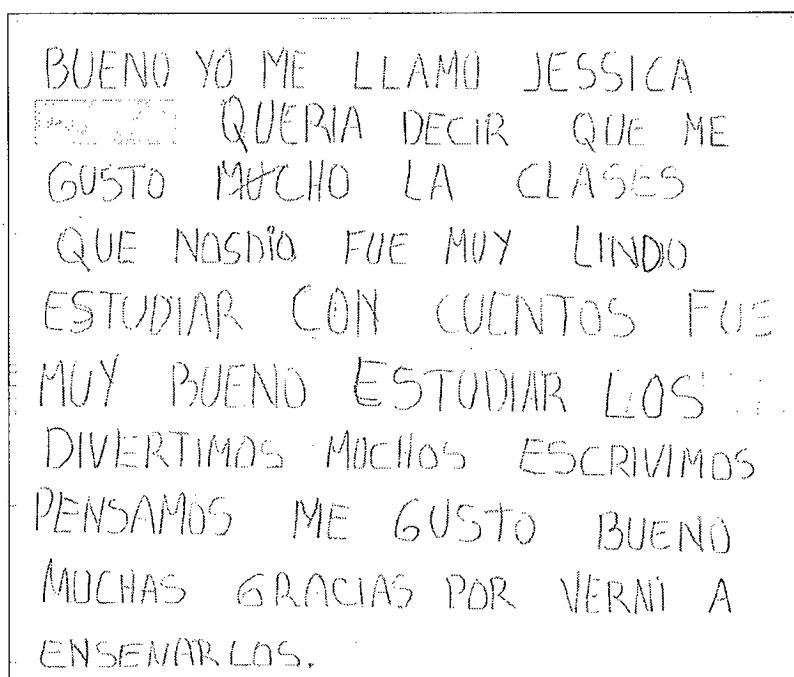 BUENO YO ME LLAMO JESSICA
QUERIA DECIR QUE ME
GUSTO MUCHO LA CLASES
QUE NOSDIO FUE MUY LINDO
ESTUDIAR CON CUENTOS FUE
MUY BUENO ESTUDIAR LOS
DIVERTIMOS MUCHOS ESCRIVIMOS
PENSAMOS ME GUSTO BUENO
MUCHAS GRACIAS POR VERNI A
ENSENARLOS.